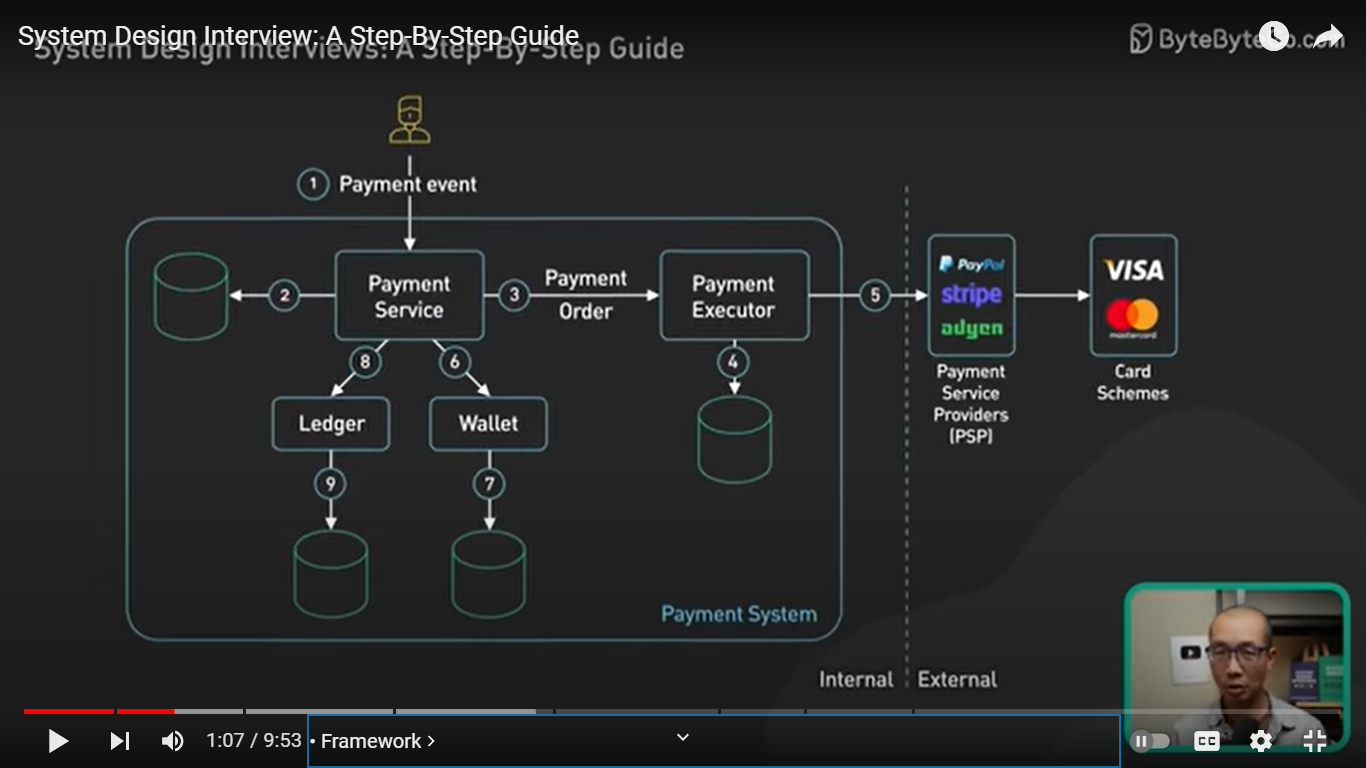 System Design Interview: A Step-By-Step Guide
System Design Interviews: A Step-By-Step Guide
1 Payment event
2
Payment
Service
3
Payment
Order
Payment
Executor
5
PayPal
stripe
adyen
VISA
mastercard
Payment
Service
Providers
(PSP)
Card
Schemes
8
6
4
Ledger
Wallet
9
7
Payment System
Internal
External
1:07 / 9:53 • Framework >
CC